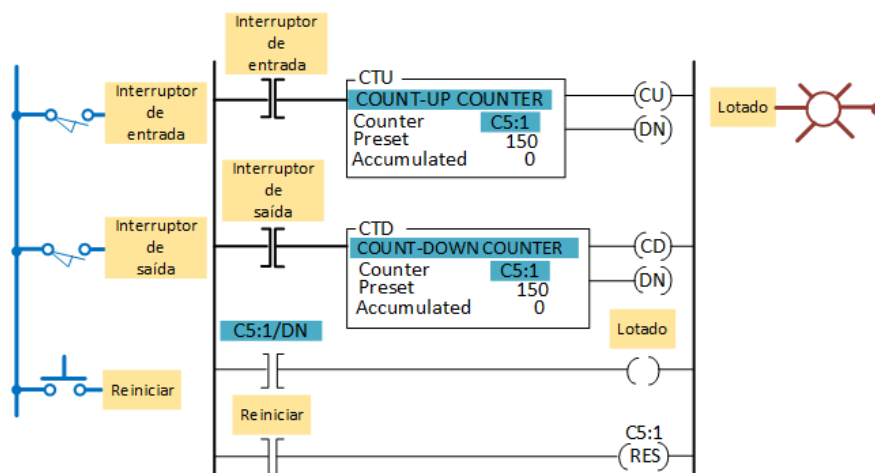 Interruptor
de
entrada
Interruptor
de
entrada
CTU
COUNT-UP COUNTER
Counter C5:1
Preset 150
Accumulated 0
CU
DN
Lotado
Interruptor
de
saída
Interruptor
de
saída
CTD
COUNT-DOWN COUNTER
Counter C5:1
Preset 150
Accumulated 0
CD
DN
C5:1/DN
Lotado
Reiniciar
Reiniciar
C5:1
RES